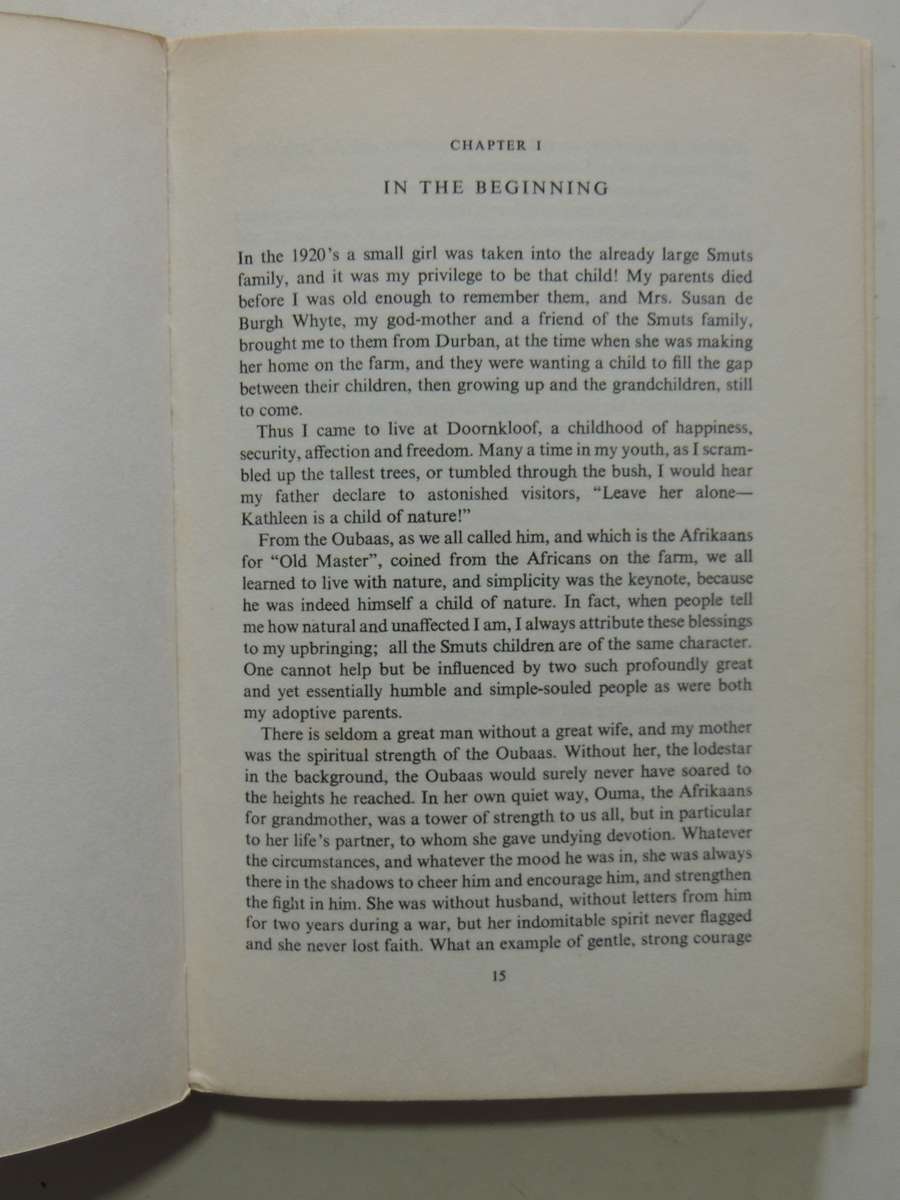 CHAPTER I
IN THE BEGINNING
In the 1920's a small girl was taken into the already large Smuts
family, and it was my privilege to be that child! My parents died
before I was old enough to remember them, and Mrs. Susan de
Burgh Whyte, my god-mother and a friend of the Smuts family,
brought me to them from Durban, at the time when she was making
her home on the farm, and they were wanting a child to fill the gap
between their children, then growing up and the grandchildren, still
to come.
Thus I came to live at Doornkloof, a childhood of happiness,
security, affection and freedom. Many a time in my youth, as I scram-
bled up the tallest trees, or tumbled through the bush, I would hear
my father declare to astonished visitors, “Leave her alone—
Kathleen is a child of nature!”
From the Oubaas, as we all called him, and which is the Afrikaans
for “Old Master”, coined from the Africans on the farm, we all
learned to live with nature, and simplicity was the keynote, because
he was indeed himself a child of nature. In fact, when people tell
me how natural and unaffected I am, I always attribute these blessings
to my upbringing; all the Smuts children are of the same character.
One cannot help but be influenced by two such profoundly great
and yet essentially humble and simple-souled people as were both
my adoptive parents.
There is seldom a great man without a great wife, and my mother
was the spiritual strength of the Oubaas. Without her, the lodestar
in the background, the Oubaas would surely never have soared to
the heights he reached. In her own quiet way, Ouma, the Afrikaans
for grandmother, was a tower of strength to us all, but in particular
to her life's partner, to whom she gave undying devotion. Whatever
the circumstances, and whatever the mood he was in, she was always
there in the shadows to cheer him and encourage him, and strengthen
the fight in him. She was without husband, without letters from him
for two years during a war, but her indomitable spirit never flagged
and she never lost faith. What an example of gentle, strong courage
15